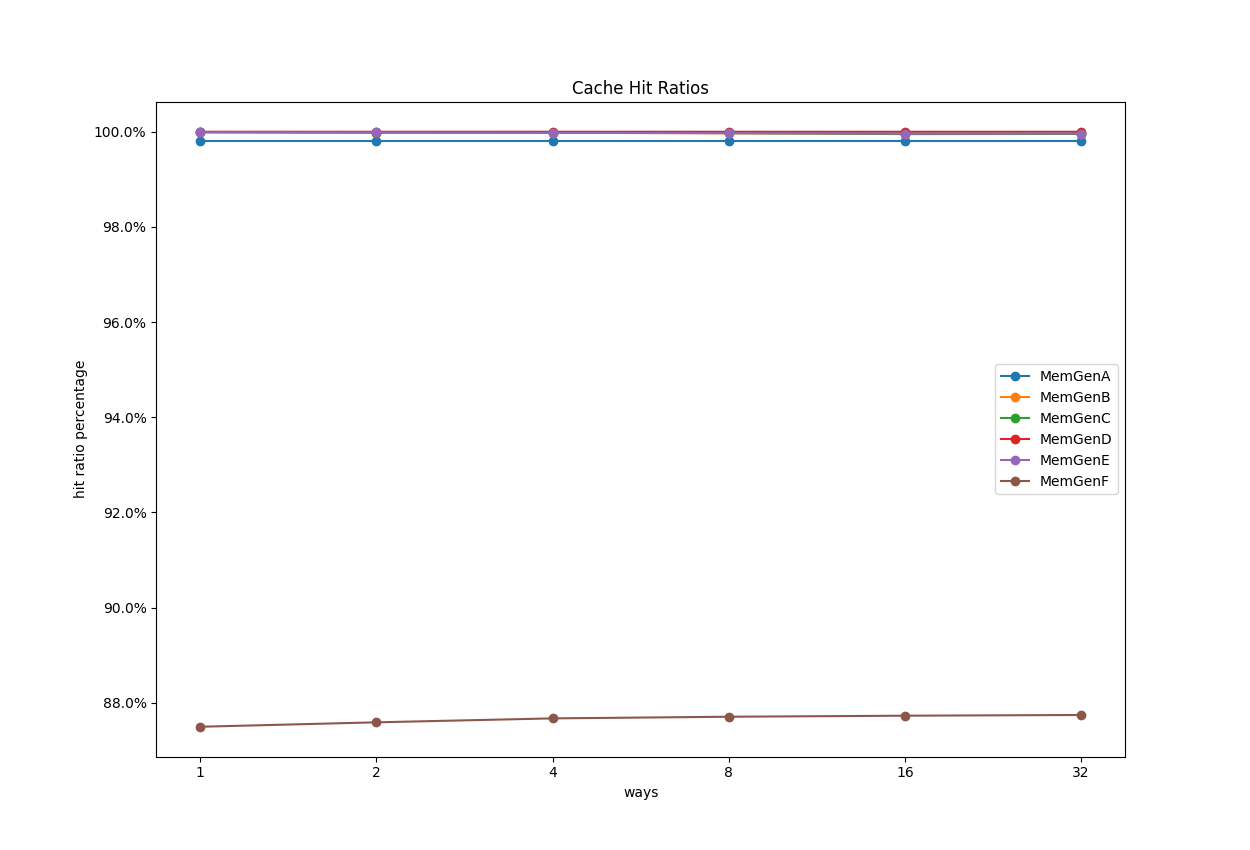 Cache Hit Ratios
100.0%
98.0%
96.0%
94.0%
92.0%
90.0%
88.0%
hit ratio percentage
MemGenA
MemGenB
MemGenC
MemGenD
MemGenE
MemGenF
1 2 4 8 16 32
ways